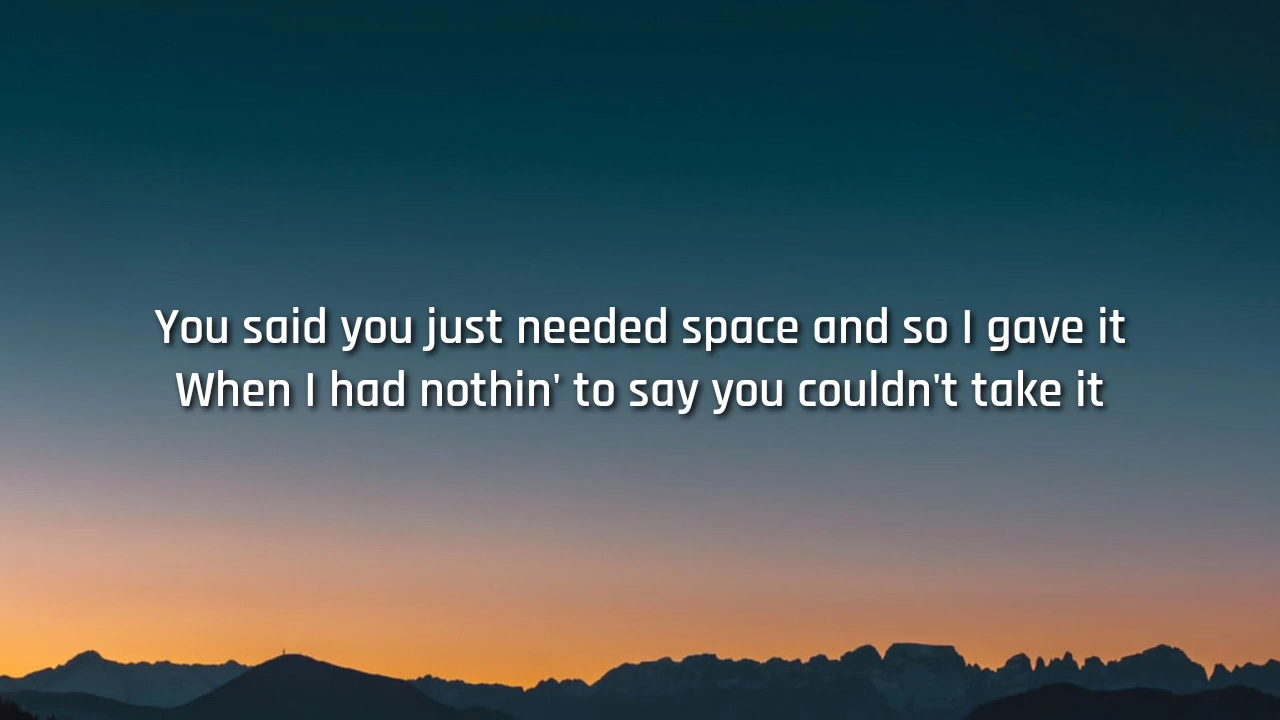 You said you just needed space and so I gave it
When I had nothin' to say you couldn't take it